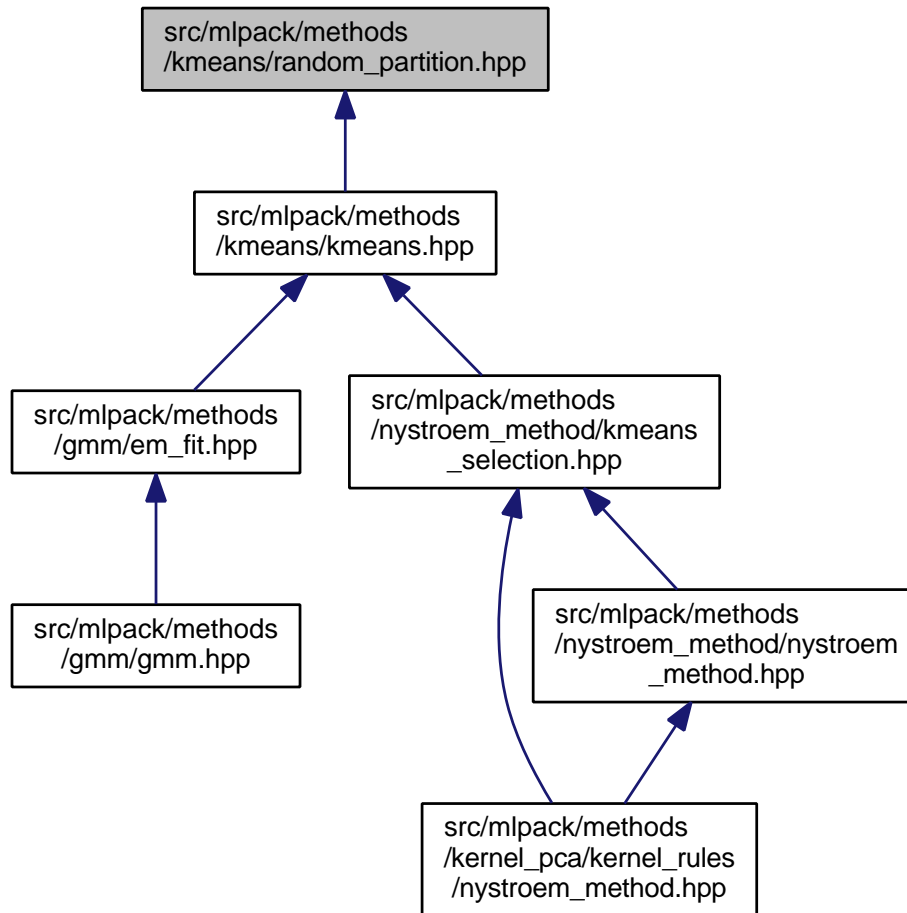 src/mlpack/methods
/kmeans/random_partition.hpp
src/mlpack/methods
/kmeans/kmeans.hpp
src/mlpack/methods
/gmm/em_fit.hpp
src/mlpack/methods
/nystroem_method/kmeans
_selection.hpp
src/mlpack/methods
/gmm/gmm.hpp
src/mlpack/methods
/nystroem_method/nystroem
_method.hpp
src/mlpack/methods
/kernel_pca/kernel_rules
/nystroem_method.hpp